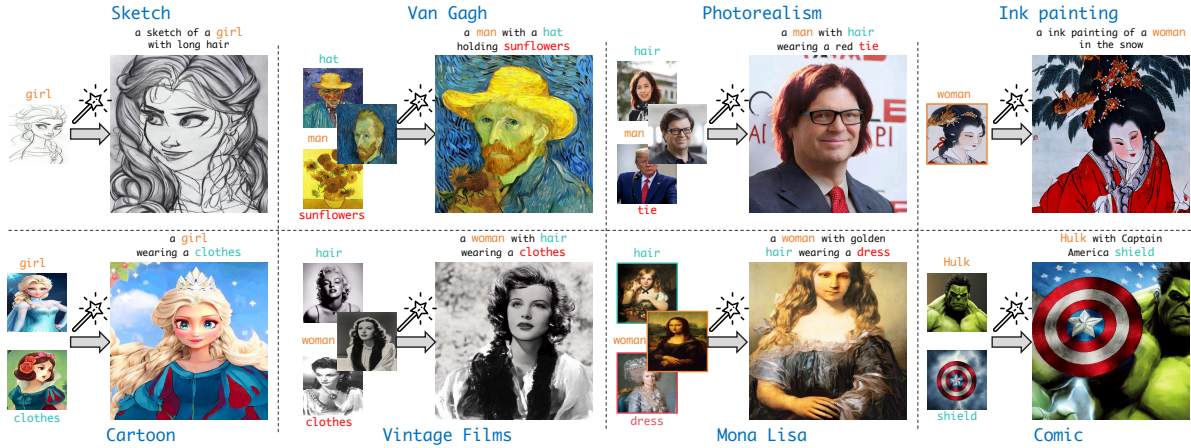 Sketch
a sketch of a girl
with long hair
girl
Van Gagh
a man with a hat
holding sunflowers
hat
man
sunflowers
Photorealism
a man with hair
wearing a red tie
hair
man
tie
Ink painting
a ink painting of a woman
in the snow
woman
a girl
wearing a clothes
girl
clothes
Cartoon
a woman with hair
wearing a clothes
hair
woman
clothes
Vintage Films
a woman with golden
hair wearing a dress
hair
woman
dress
Mona Lisa
Hulk with Captain
America shield
Hulk
shield
Comic